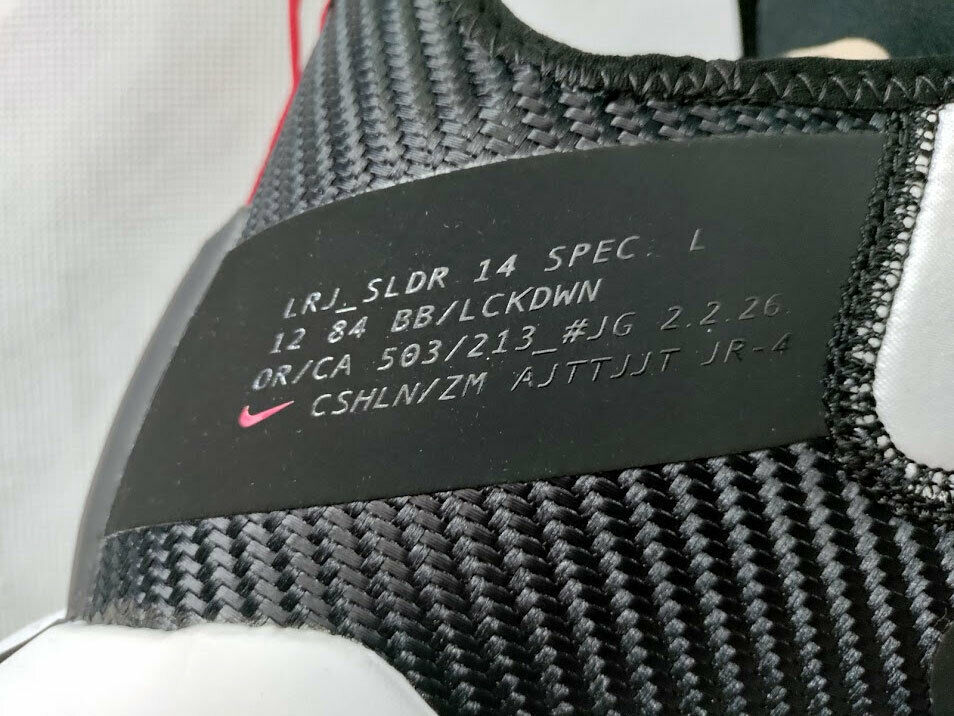 LRJ_SLDR 14 SPEC. L
12 84 BB/LCKDWN
OR/CA 503/213_#JG 2.2.26.
CSHLN/ZM AJTTJJT JR-4